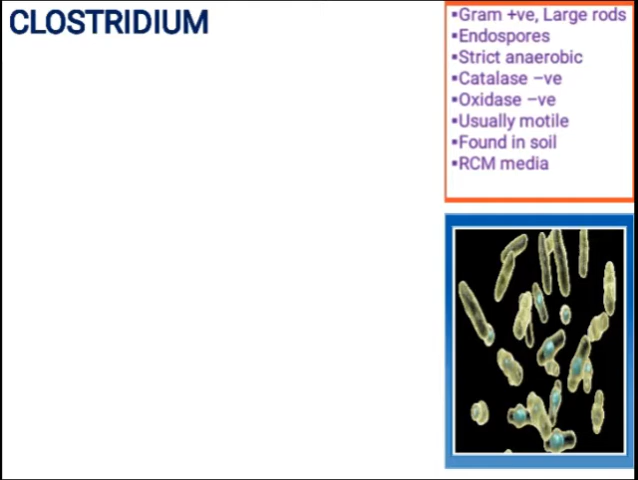 CLOSTRIDIUM
▪Gram +ve, Large rods
▪Endospores
▪Strict anaerobic
▪Catalase –ve
▪Oxidase –ve
▪Usually motile
▪Found in soil
▪RCM media